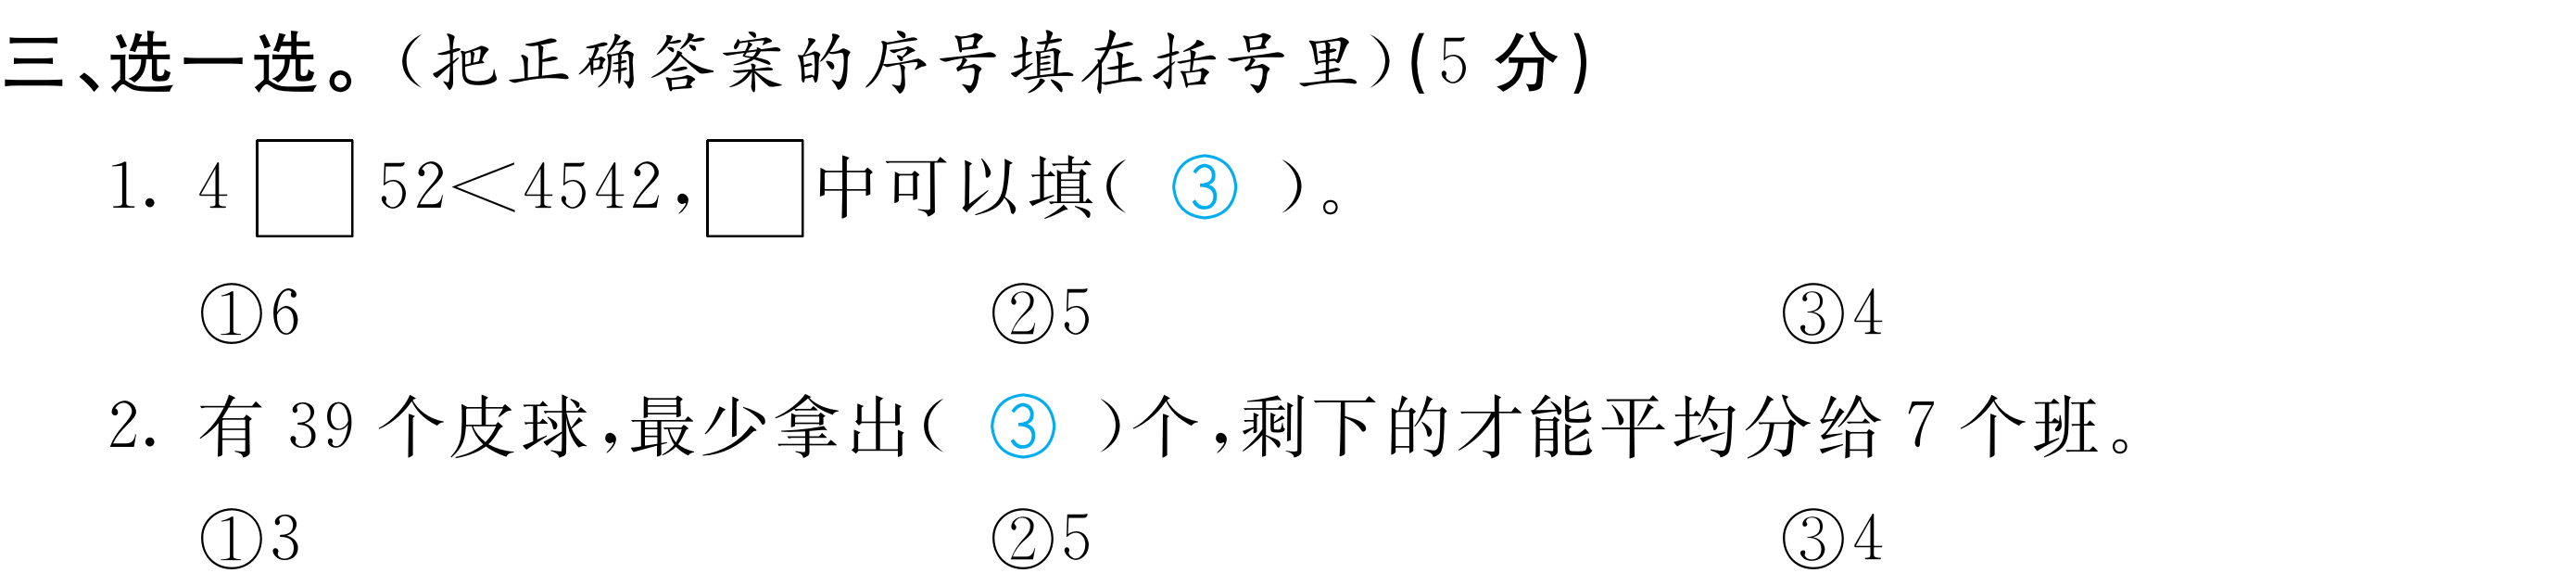 三、选一选。(把正确答案的序号填在括号里)(5 分)
1. 4 □ 52<4542,□中可以填( ③ )。
①6 ②5 ③4
2. 有 39 个皮球,最少拿出( ③ )个,剩下的才能平均分给 7 个班。
①3 ②5 ③4